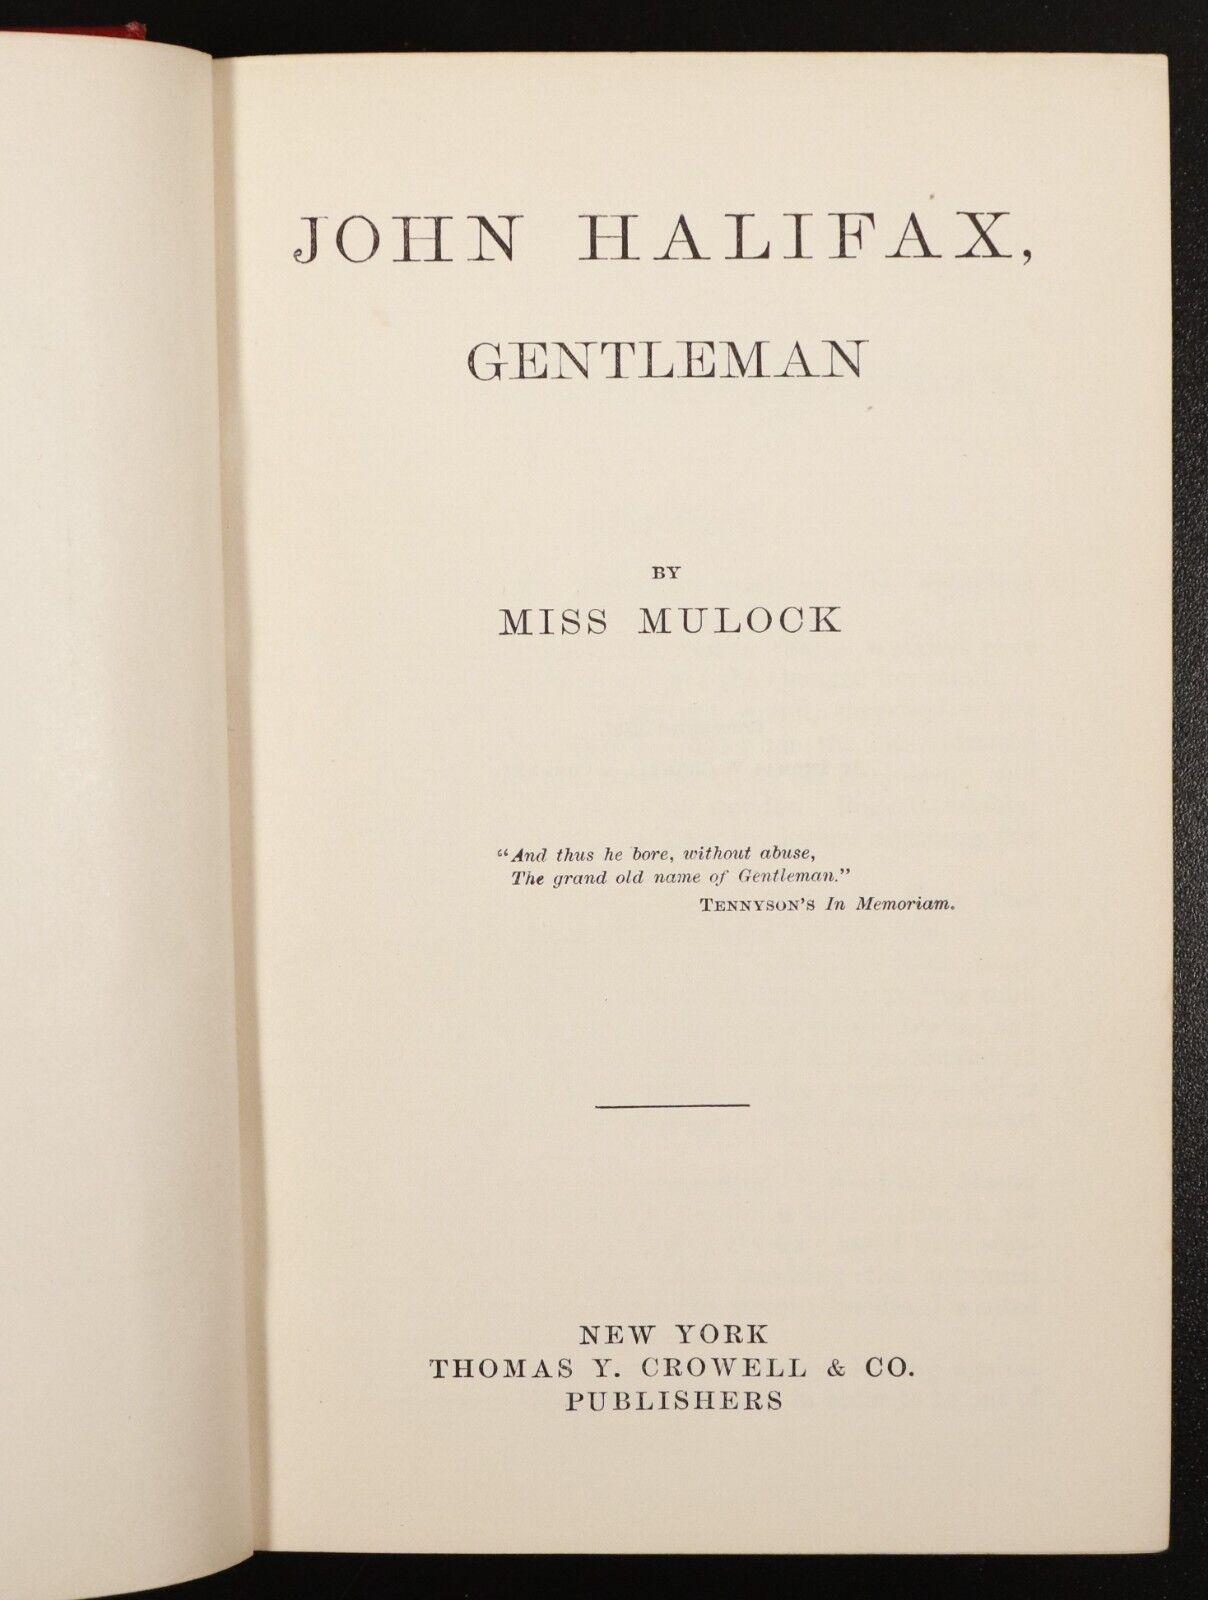 JOHN HALIFAX,
GENTLEMAN
BY
MISS MULOCK
“And thus he bore, without abuse,
The grand old name of Gentleman.”
TENNYSON'S In Memoriam.
NEW YORK
THOMAS Y. CROWELL & CO.
PUBLISHERS